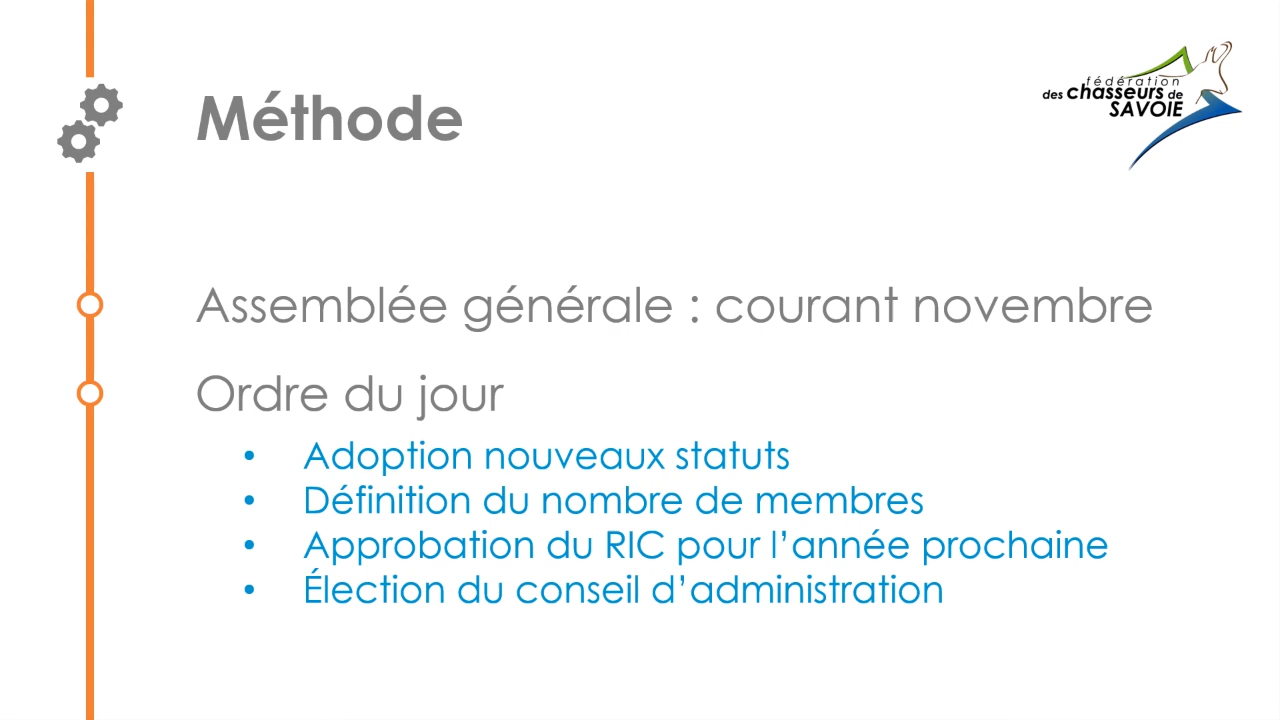 Méthode
fédération
des chasseurs de
SAVOIE
Assemblée générale : courant novembre
Ordre du jour
• Adoption nouveaux statuts
• Définition du nombre de membres
• Approbation du RIC pour l’année prochaine
• Élection du conseil d’administration